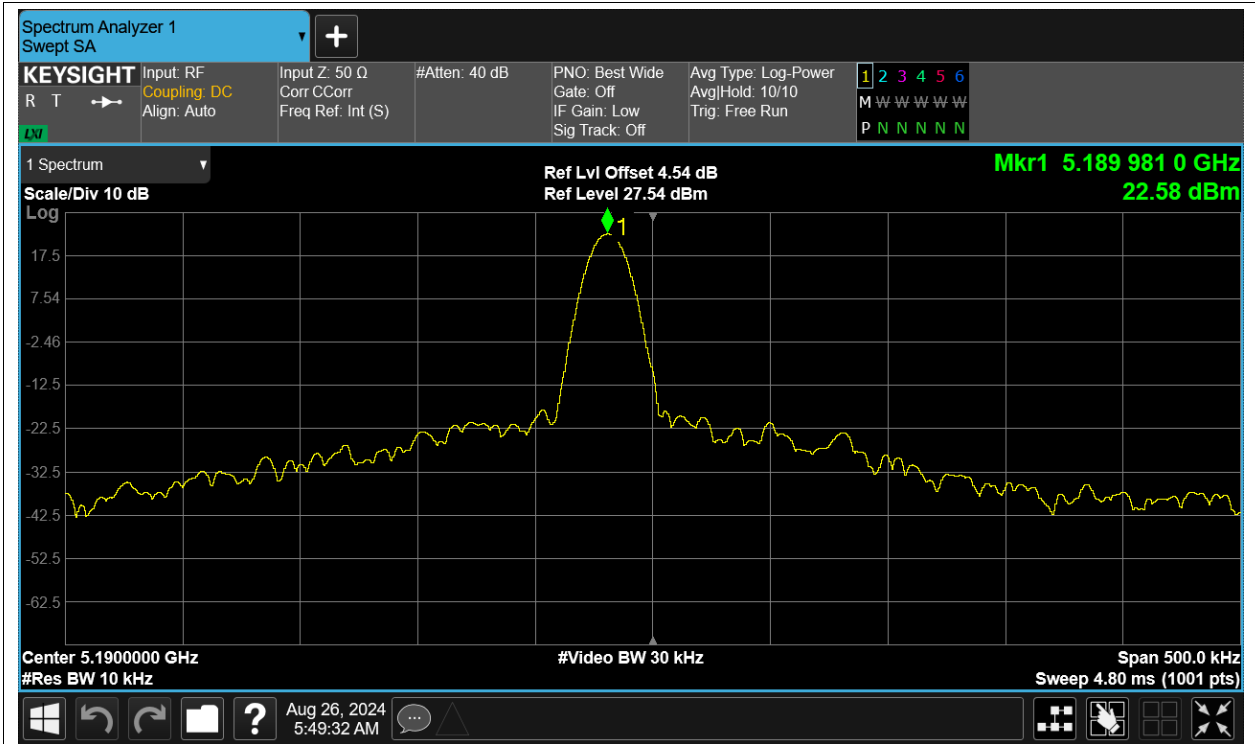 Spectrum Analyzer 1
Swept SA
KEYSIGHT
R T
LXI
Input: RF
Coupling: DC
Align: Auto
Input Z: 50 Ω
Corr CCorr
Freq Ref: Int (S)
#Atten: 40 dB
PNO: Best Wide
Gate: Off
IF Gain: Low
Sig Track: Off
Avg Type: Log-Power
Avg|Hold: 10/10
Trig: Free Run
1 2 3 4 5 6
M W W W W W
P N N N N N
1 Spectrum
Scale/Div 10 dB
Log
Ref Lvl Offset 4.54 dB
Ref Level 27.54 dBm
Mkr1 5.189 981 0 GHz
22.58 dBm
1
17.5
7.54
-2.46
-12.5
-22.5
-32.5
-42.5
-52.5
-62.5
Center 5.1900000 GHz
#Res BW 10 kHz
#Video BW 30 kHz
Span 500.0 kHz
Sweep 4.80 ms (1001 pts)
?
Aug 26, 2024
5:49:32 AM